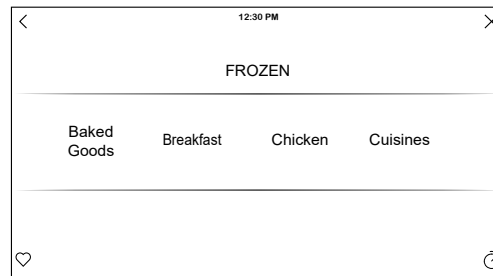 12:30 PM
FROZEN
Baked
Goods
Breakfast
Chicken
Cuisines